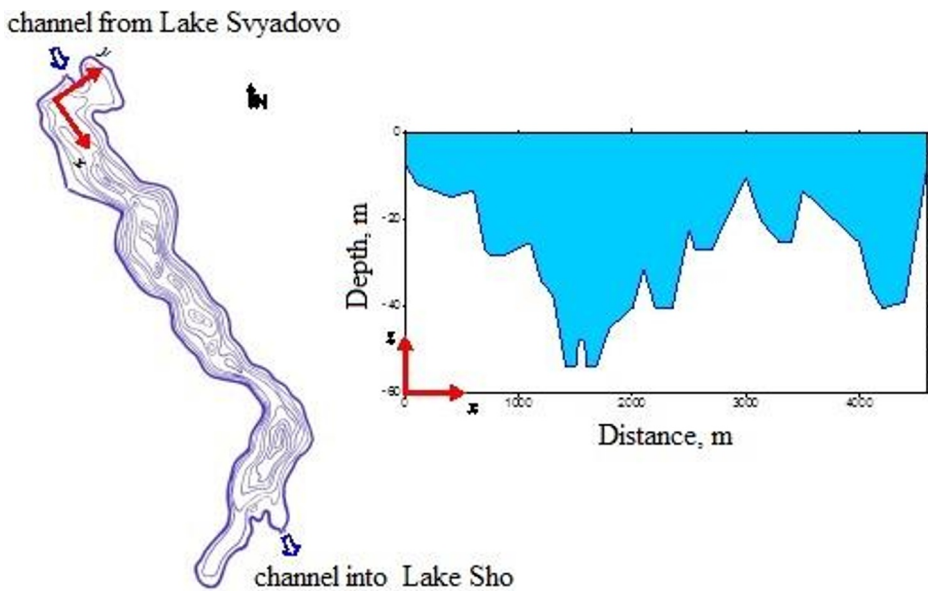 channel from Lake Svyadovo
y
x
N
channel into Lake Sho
0
-20
-40
-60
Depth, m
z
x
0
1000
2000
3000
4000
Distance, m